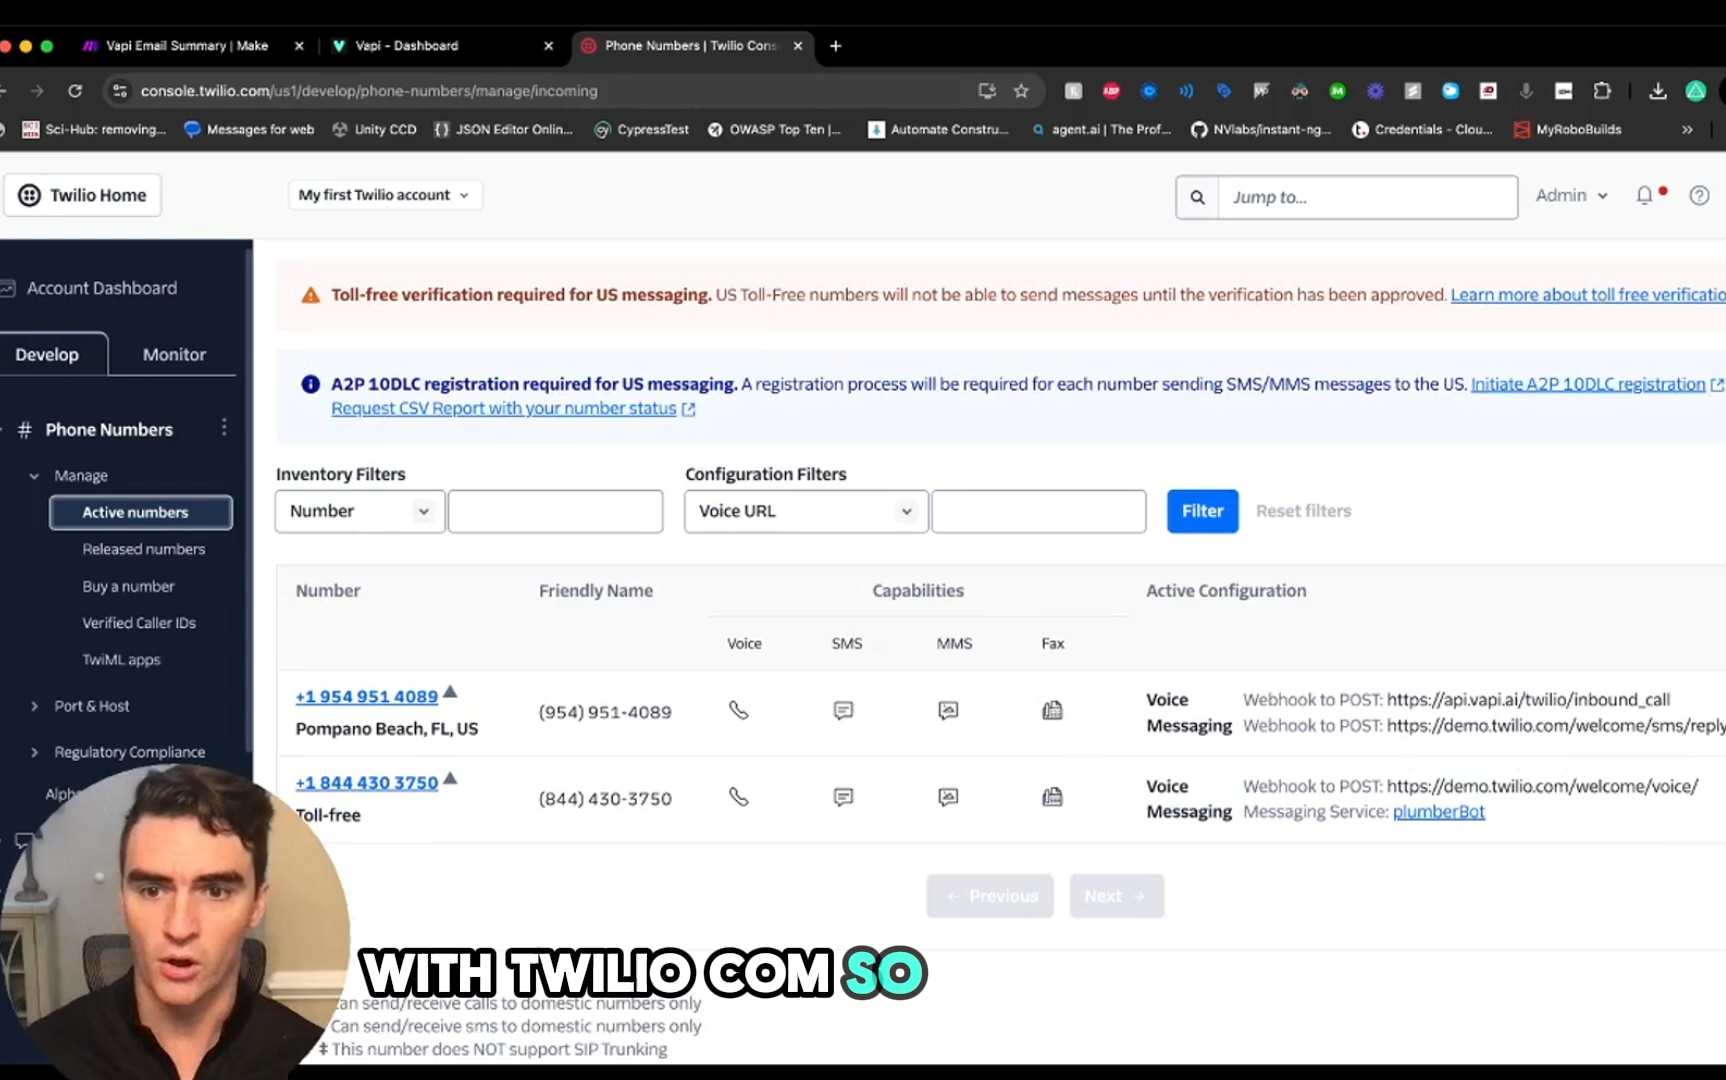 Vapi Email Summary | Make
Vapi - Dashboard
Phone Numbers | Twilio Cons
console.twilio.com/us1/develop/phone-numbers/manage/incoming
Sci-Hub: removing...
Messages for web
Unity CCD
JSON Editor Onlin...
CypressTest
OWASP Top Ten |...
Automate Constru...
agent.ai | The Prof...
NVlabs/instant-ng...
Credentials - Clou...
MyRoboBuilds
»
Twilio Home
My first Twilio account
Jump to...
Admin
Account Dashboard
Develop
Monitor
# Phone Numbers
Manage
Active numbers
Released numbers
Buy a number
Verified Caller IDs
TwiML apps
Port & Host
Regulatory Compliance
Alpha
Toll-free verification required for US messaging. US Toll-Free numbers will not be able to send messages until the verification has been approved. Learn more about toll free verificatio
A2P 10DLC registration required for US messaging. A registration process will be required for each number sending SMS/MMS messages to the US. Initiate A2P 10DLC registration
Request CSV Report with your number status
Inventory Filters
Configuration Filters
Number
Voice URL
Filter
Reset filters
Number
Friendly Name
Capabilities
Active Configuration
Voice
SMS
MMS
Fax
+1 954 951 4089
Pompano Beach, FL, US
(954) 951-4089
Voice Webhook to POST: https://api.vapi.ai/twilio/inbound_call
Messaging Webhook to POST: https://demo.twilio.com/welcome/sms/reply
+1 844 430 3750
Toll-free
(844) 430-3750
Voice Webhook to POST: https://demo.twilio.com/welcome/voice/
Messaging Messaging Service: plumberBot
← Previous
Next →
WITH TWILIO COM SO
can send/receive calls to domestic numbers only
Can send/receive sms to domestic numbers only
‡ This number does NOT support SIP Trunking